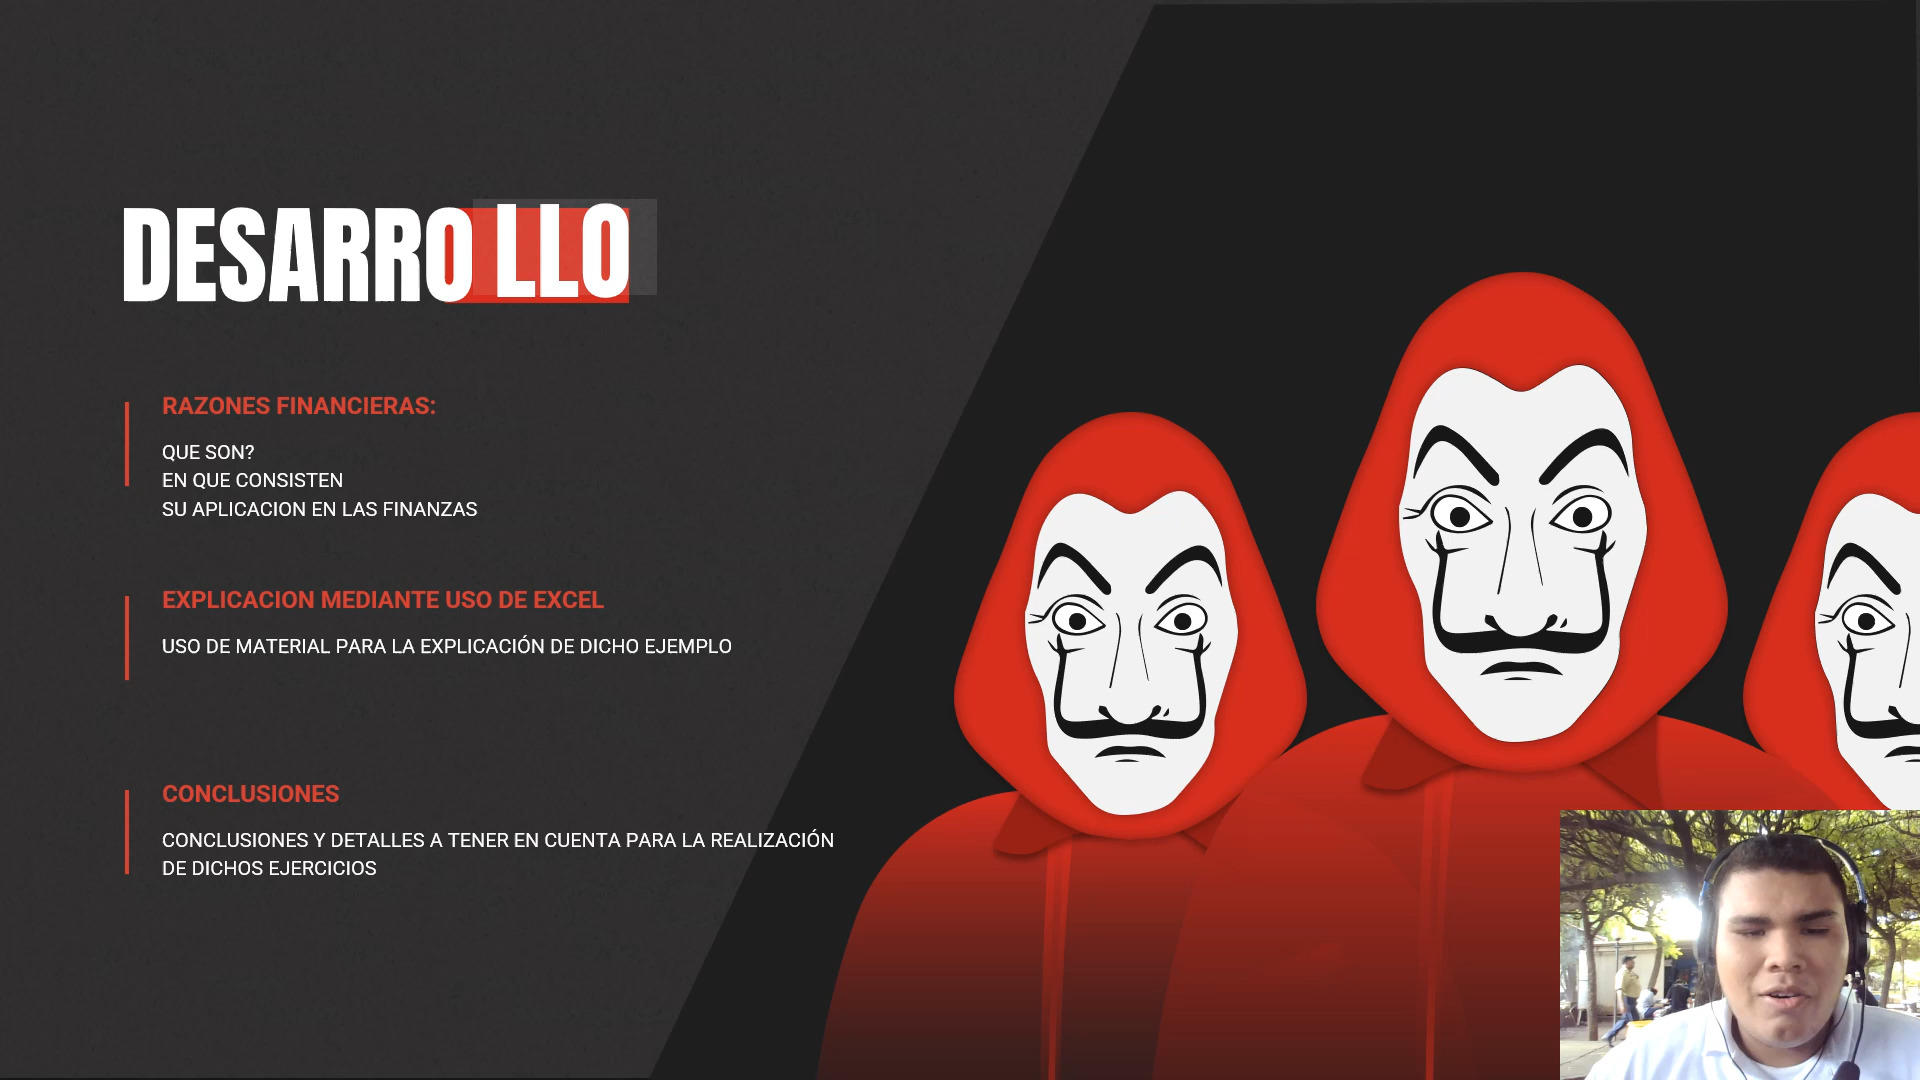 DESARROLLO
RAZONES FINANCIERAS:
QUE SON?
EN QUE CONSISTEN
SU APLICACION EN LAS FINANZAS
EXPLICACION MEDIANTE USO DE EXCEL
USO DE MATERIAL PARA LA EXPLICACIÓN DE DICHO EJEMPLO
CONCLUSIONES
CONCLUSIONES Y DETALLES A TENER EN CUENTA PARA LA REALIZACIÓN
DE DICHOS EJERCICIOS